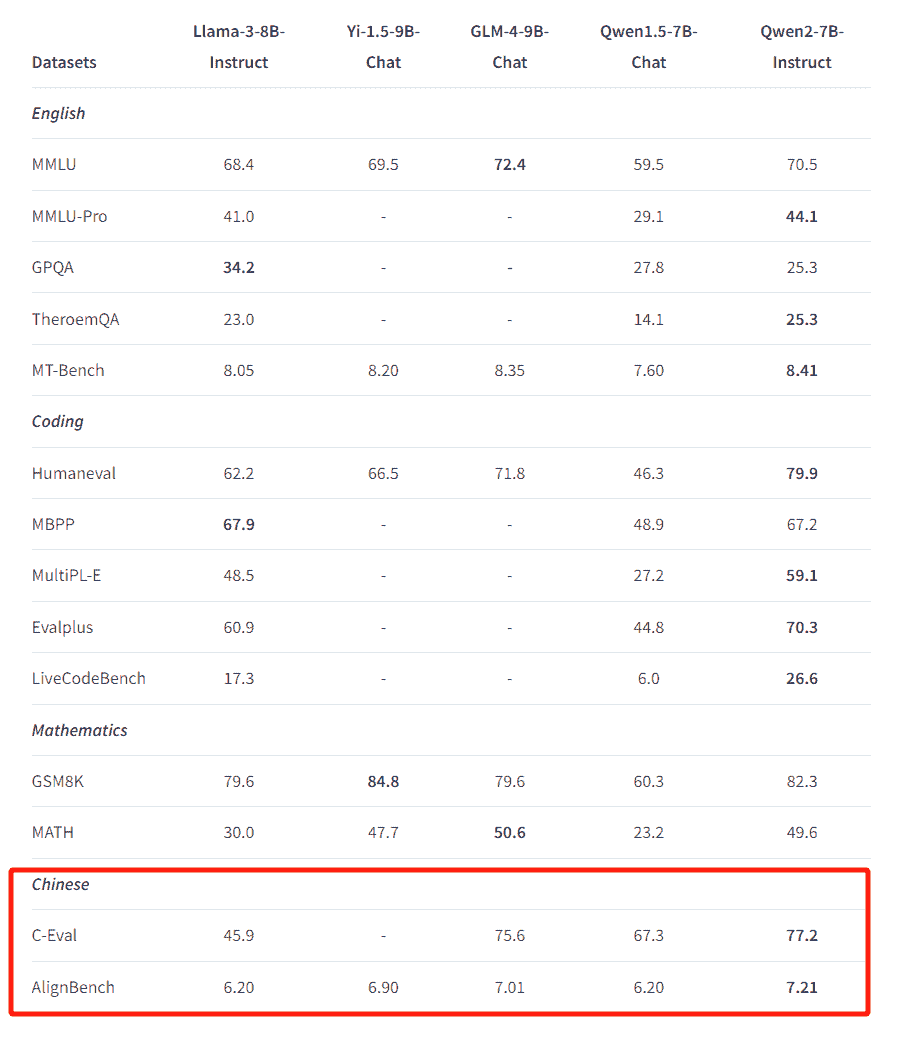 Datasets Llama-3-8B-Instruct Yi-1.5-9B-Chat GLM-4-9B-Chat Qwen1.5-7B-Chat Qwen2-7B-Instruct
English
MMLU 68.4 69.5 72.4 59.5 70.5
MMLU-Pro 41.0 - - 29.1 44.1
GPQA 34.2 - - 27.8 25.3
TheroemQA 23.0 - - 14.1 25.3
MT-Bench 8.05 8.20 8.35 7.60 8.41
Coding
Humaneval 62.2 66.5 71.8 46.3 79.9
MBPP 67.9 - - 48.9 67.2
MultiPL-E 48.5 - - 27.2 59.1
Evalplus 60.9 - - 44.8 70.3
LiveCodeBench 17.3 - - 6.0 26.6
Mathematics
GSM8K 79.6 84.8 79.6 60.3 82.3
MATH 30.0 47.7 50.6 23.2 49.6
Chinese
C-Eval 45.9 - 75.6 67.3 77.2
AlignBench 6.20 6.90 7.01 6.20 7.21